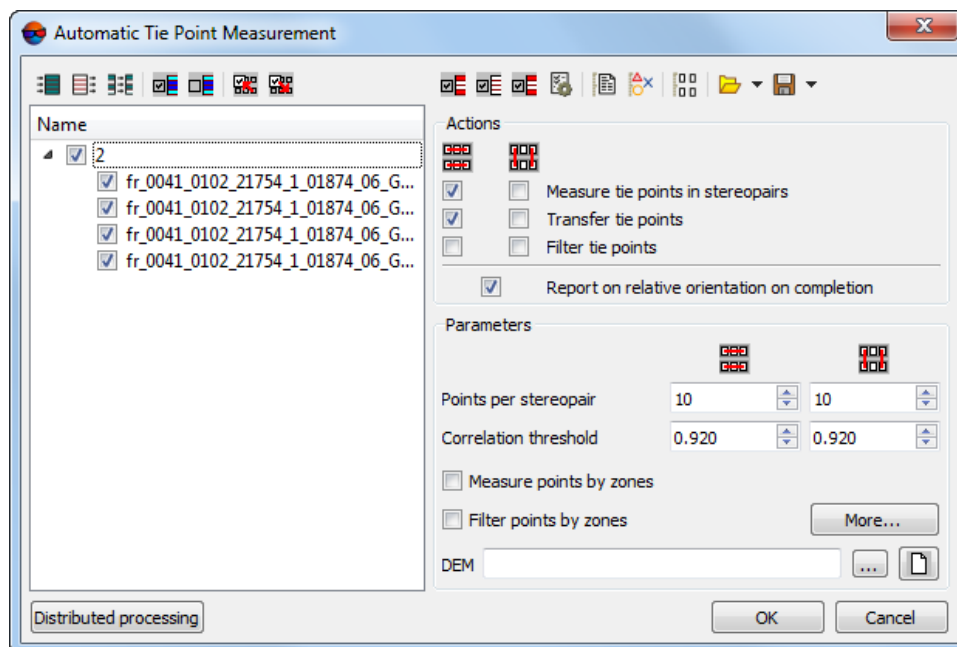 Automatic Tie Point Measurement
Name
2
fr_0041_0102_21754_1_01874_06_G...
fr_0041_0102_21754_1_01874_06_G...
fr_0041_0102_21754_1_01874_06_G...
fr_0041_0102_21754_1_01874_06_G...
Actions
Measure tie points in stereopairs
Transfer tie points
Filter tie points
Report on relative orientation on completion
Parameters
Points per stereopair 10 10
Correlation threshold 0.920 0.920
Measure points by zones
Filter points by zones More...
DEM ...
Distributed processing OK Cancel